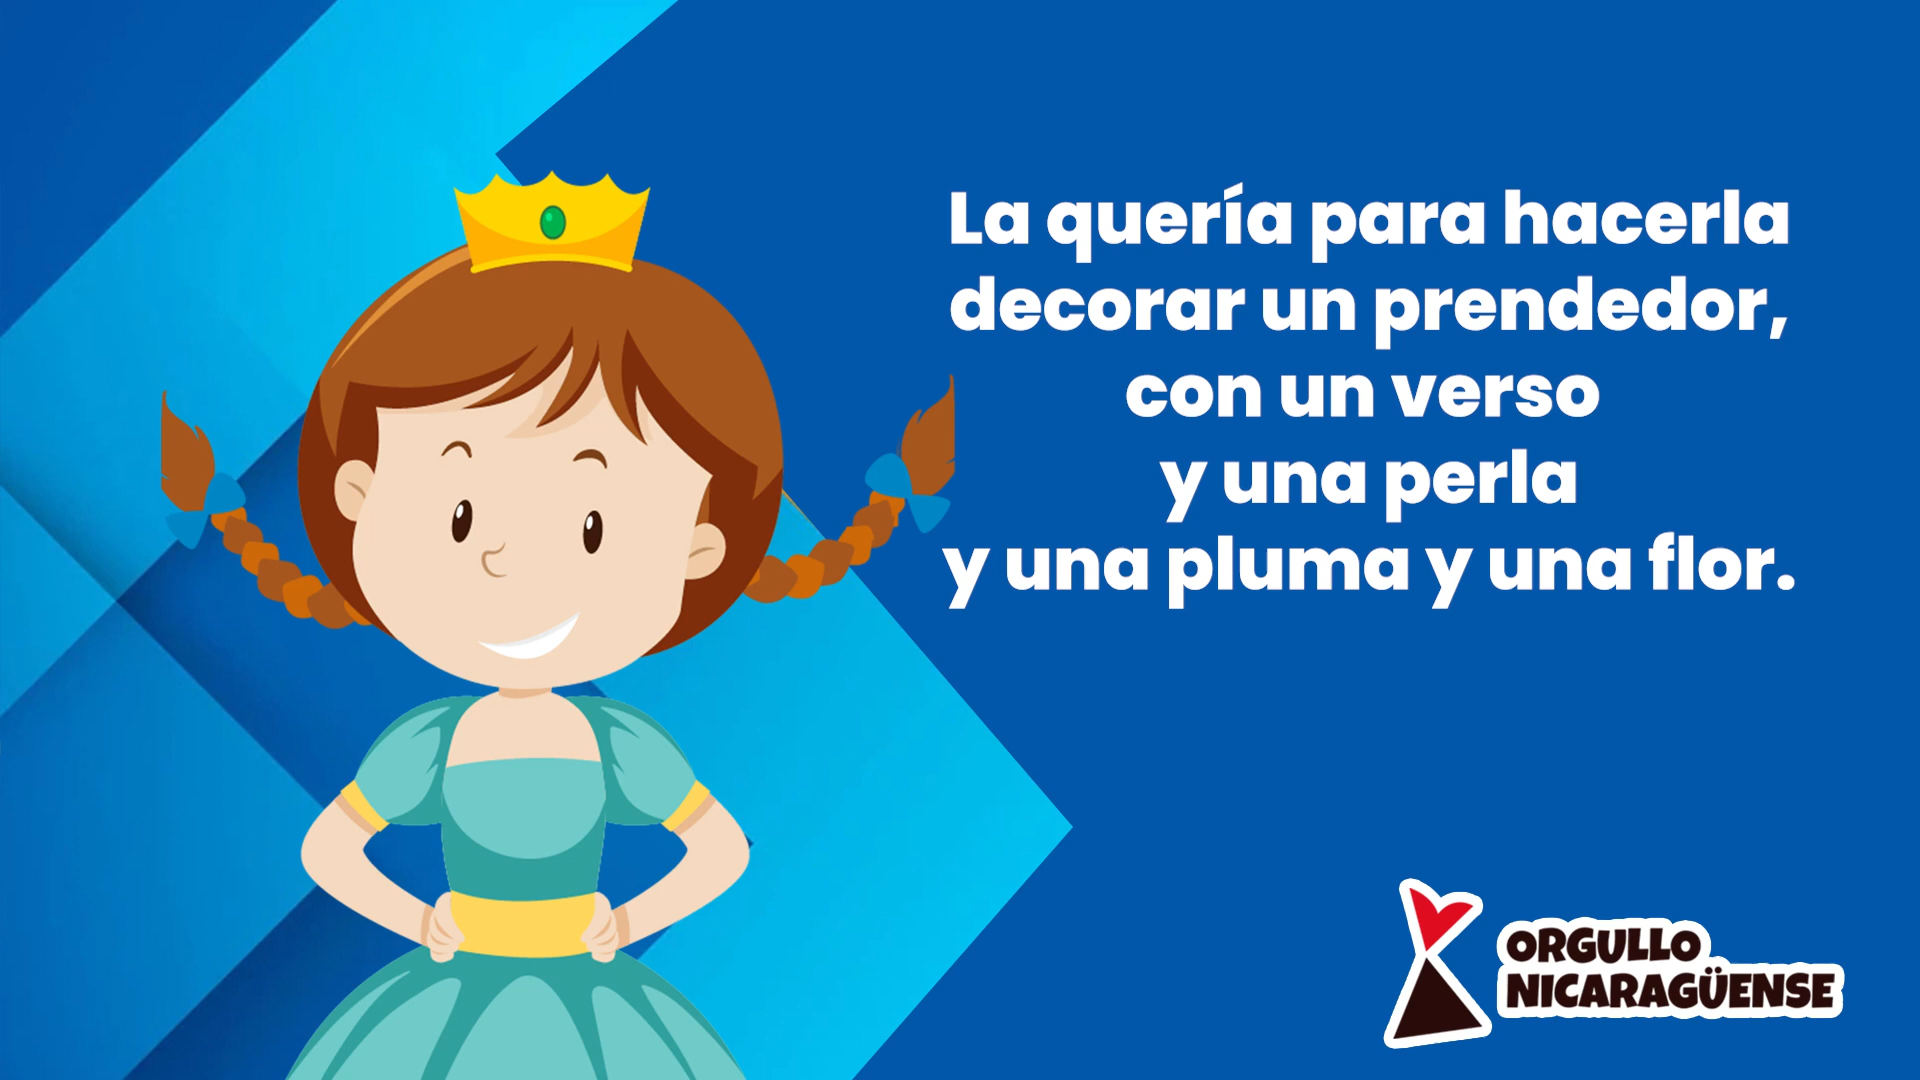 La quería para hacerla
decorar un prendedor,
con un verso
y una perla
y una pluma y una flor.
ORGULLO
NICARAGÜENSE